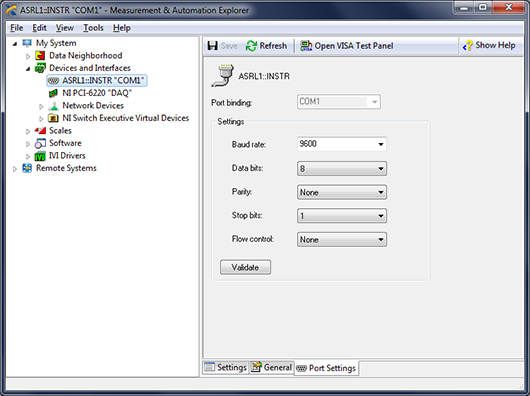 ASRL1::INSTR "COM1" - Measurement & Automation Explorer
File Edit View Tools Help
My System
Data Neighborhood
Devices and Interfaces
ASRL1::INSTR "COM1"
NI PCI-6220 "DAQ"
Network Devices
NI Switch Executive Virtual Devices
Scales
Software
IVI Drivers
Remote Systems
Save Refresh Open VISA Test Panel Show Help
ASRL1::INSTR
Port binding: COM1
Settings
Baud rate: 9600
Data bits: 8
Parity: None
Stop bits: 1
Flow control: None
Validate
Settings General Port Settings